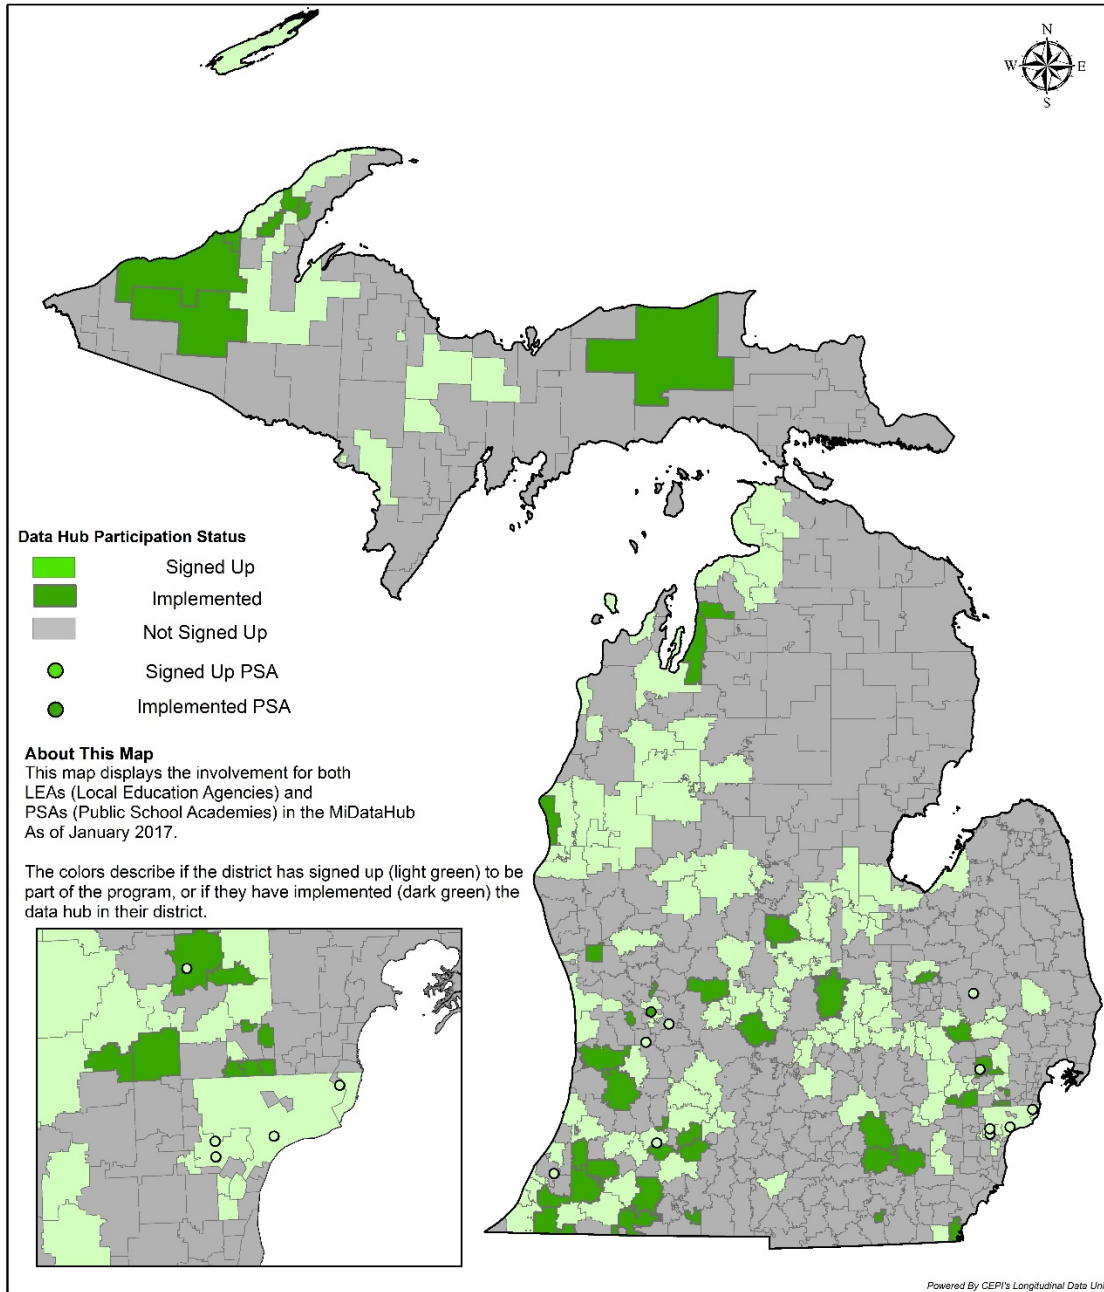 N
W E
S
Data Hub Participation Status
Signed Up
Implemented
Not Signed Up
Signed Up PSA
Implemented PSA
About This Map
This map displays the involvement for both
LEAs (Local Education Agencies) and
PSAs (Public School Academies) in the MiDataHub
As of January 2017.
The colors describe if the district has signed up (light green) to be
part of the program, or if they have implemented (dark green) the
data hub in their district.
Powered By CEPI's Longitudinal Data Uni